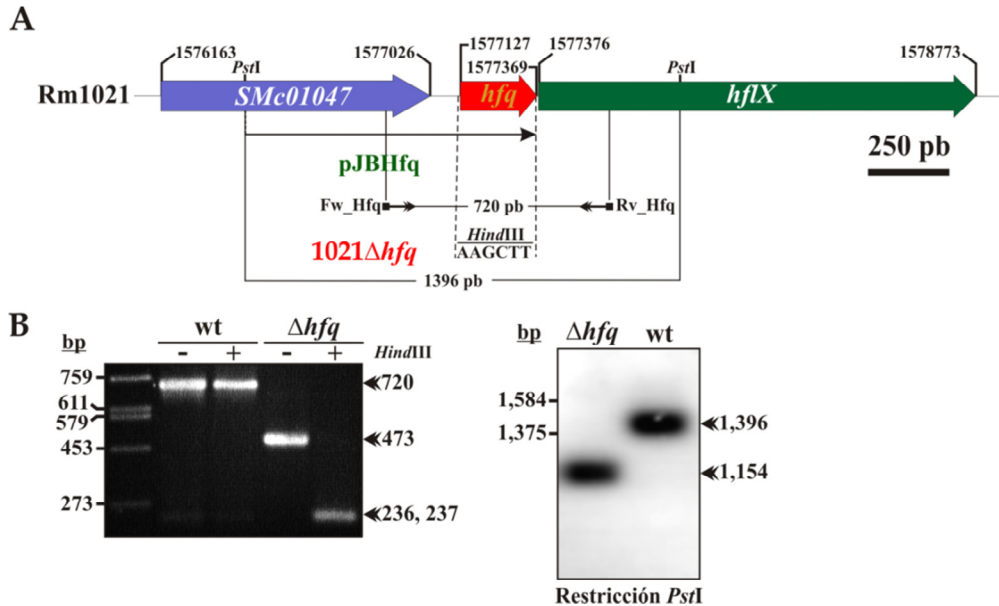 A
1576163
1577026
1577127
1577369
1577376
1578773
PstI
PstI
Rm1021
SMc01047
hfq
hflX
250 pb
pJBHfq
Fw_Hfq
720 pb
Rv_Hfq
HindIII
AAGCTT
1021Δhfq
1396 pb
B
bp
wt
Δhfq
- + - +
HindIII
759
611
579
453
273
720
473
236, 237
bp
Δhfq wt
1,584
1,375
1,396
1,154
Restricción PstI